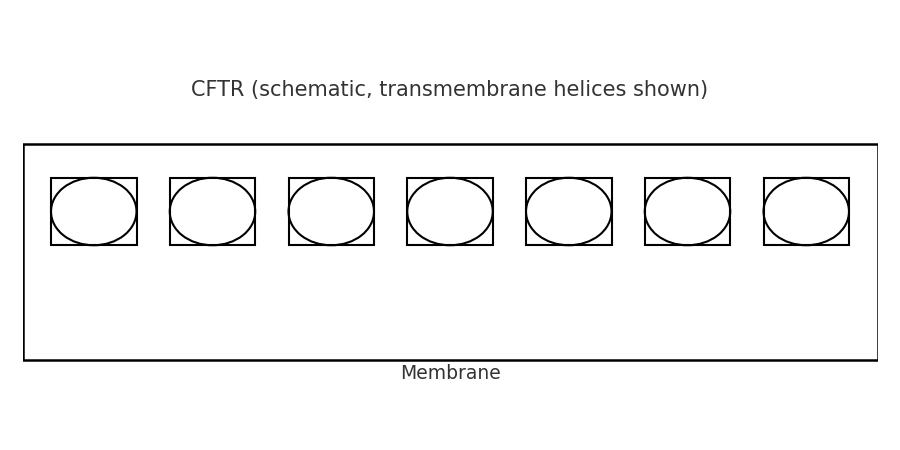 CFTR (schematic, transmembrane helices shown)
Membrane